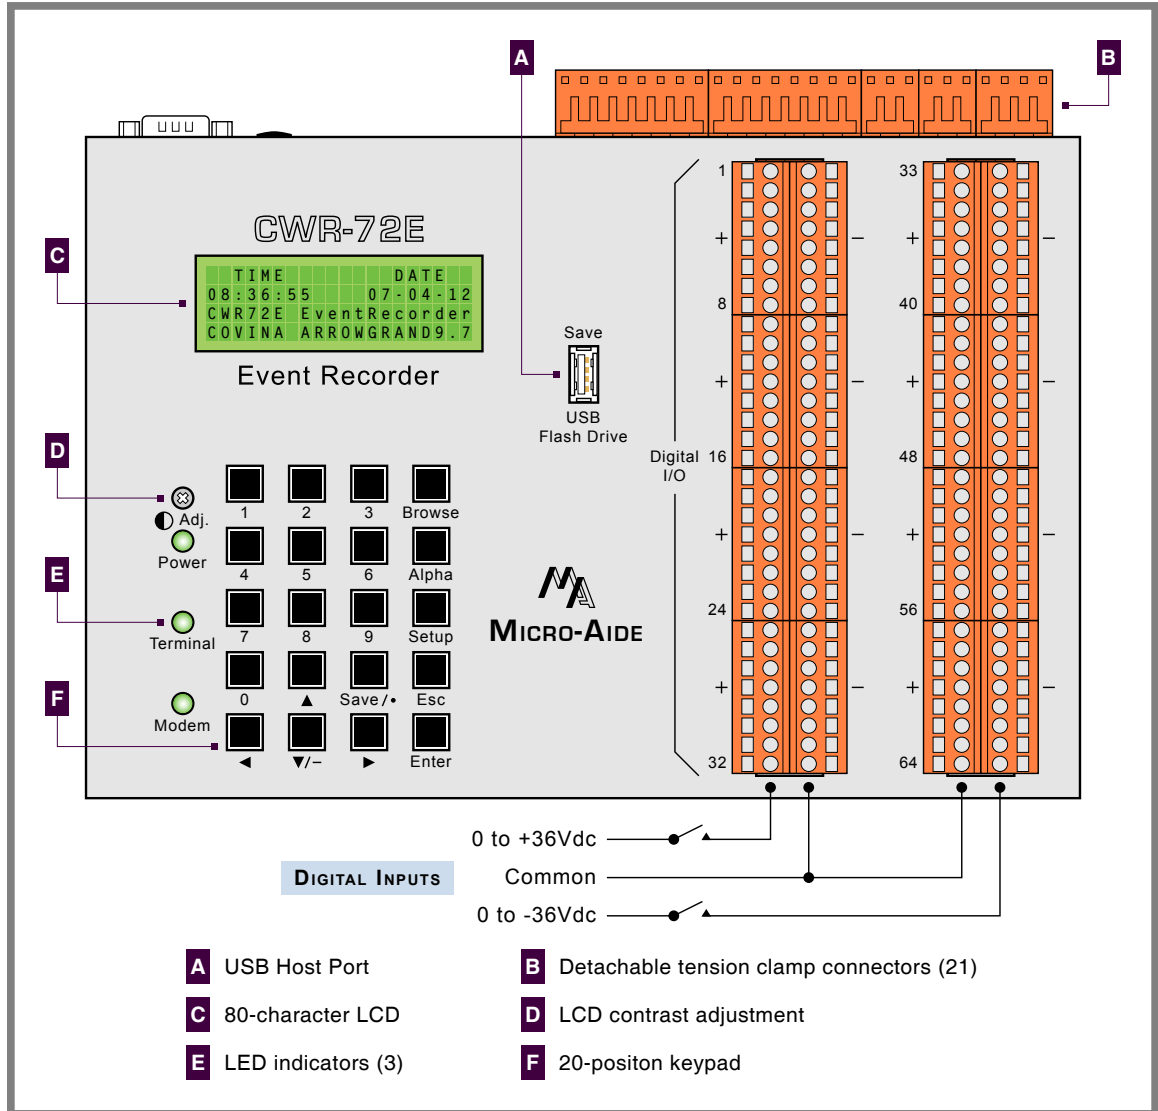 A
B
CWR-72E
C
TIME DATE
08:36:55 07-04-12
CWR72E EventRecorder
COVINA ARROWGRAND9.7
Event Recorder
Save
USB
Flash Drive
D
Adj.
Power
E
Terminal
F
Modem
1 2 3 Browse
4 5 6 Alpha
7 8 9 Setup
0 ▲ Save/• Esc
◄ ▼/− ► Enter
MA
MICRO-AIDE
Digital
I/O
1 33
+ − + −
8 40
+ − + −
16 48
+ − + −
24 56
+ − + −
32 64
0 to +36Vdc
DIGITAL INPUTS Common
0 to -36Vdc
A USB Host Port
B Detachable tension clamp connectors (21)
C 80-character LCD
D LCD contrast adjustment
E LED indicators (3)
F 20-positon keypad